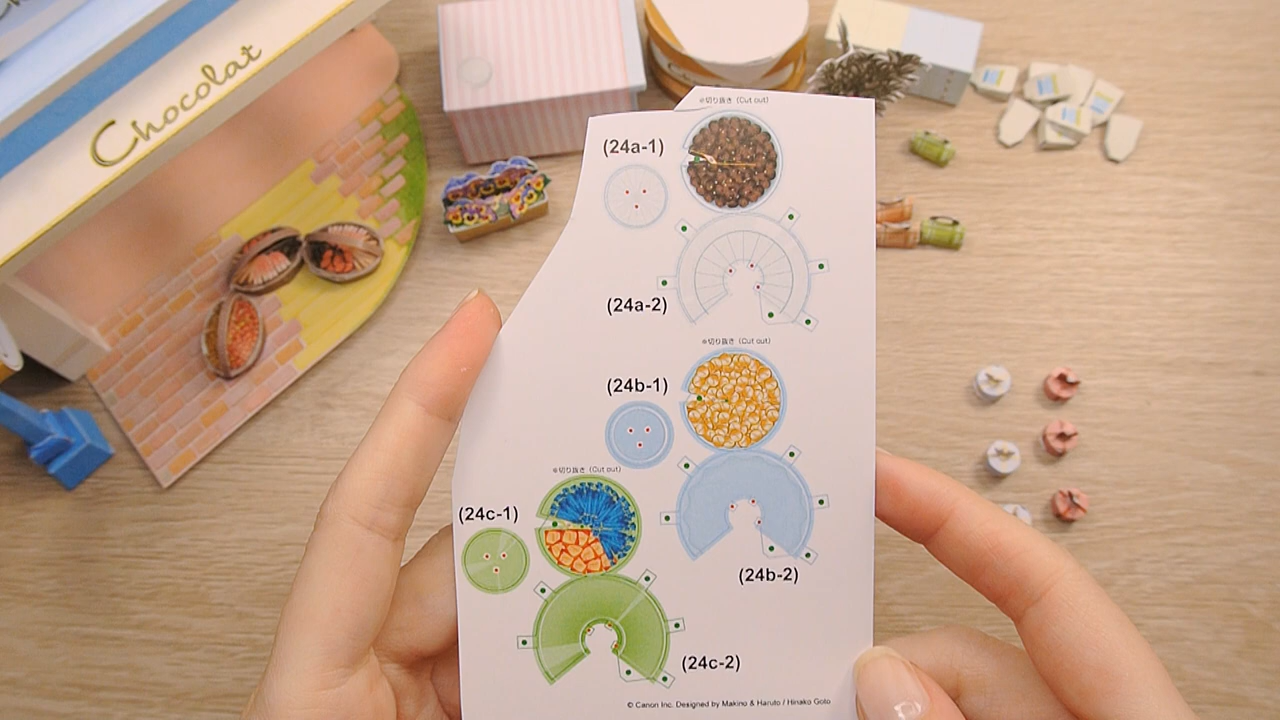 Chocolat
※切り抜き (Cut out)
(24a-1)
(24a-2)
※切り抜き (Cut out)
(24b-1)
(24b-2)
※切り抜き (Cut out)
(24c-1)
(24c-2)
© Canon Inc. Designed by Makino & Haruto / Hinako Goto